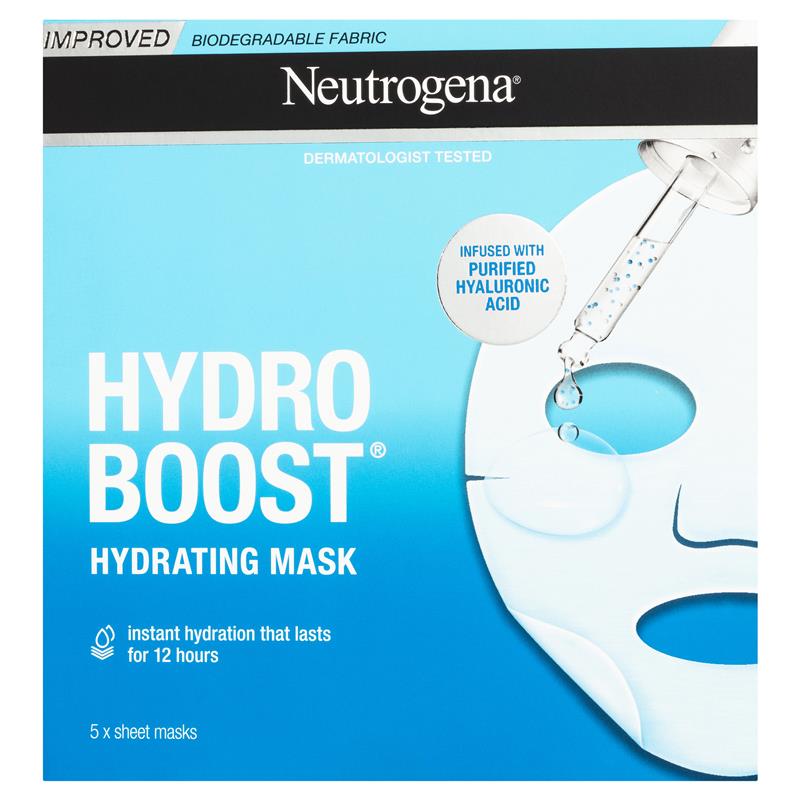 IMPROVED BIODEGRADABLE FABRIC
Neutrogena®
DERMATOLOGIST TESTED
INFUSED WITH
PURIFIED
HYALURONIC
ACID
HYDRO
BOOST®
HYDRATING MASK
instant hydration that lasts
for 12 hours
5 x sheet masks